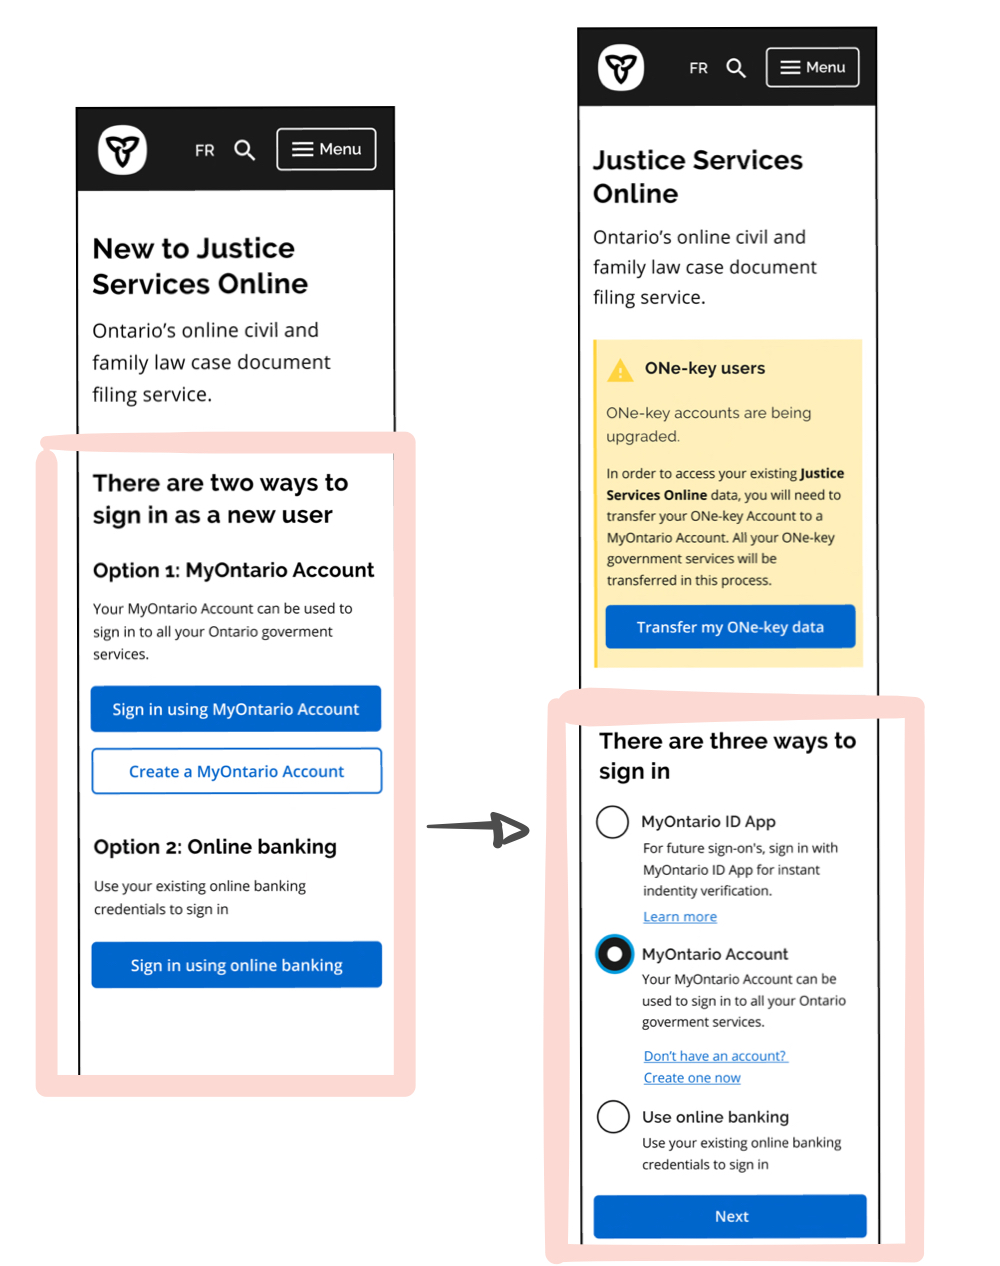 FR
Menu
New to Justice
Services Online
Ontario's online civil and
family law case document
filing service.
There are two ways to
sign in as a new user
Option 1: MyOntario Account
Your MyOntario Account can be used to
sign in to all your Ontario goverment
services.
Sign in using MyOntario Account
Create a MyOntario Account
Option 2: Online banking
Use your existing online banking
credentials to sign in
Sign in using online banking
FR
Menu
Justice Services
Online
Ontario's online civil and
family law case document
filing service.
ONe-key users
ONe-key accounts are being
upgraded.
In order to access your existing Justice
Services Online data, you will need to
transfer your ONe-key Account to a
MyOntario Account. All your ONe-key
government services will be
transferred in this process.
Transfer my ONe-key data
There are three ways to
sign in
MyOntario ID App
For future sign-on's, sign in with
MyOntario ID App for instant
indentity verification.
Learn more
MyOntario Account
Your MyOntario Account can be
used to sign in to all your Ontario
goverment services.
Don't have an account?
Create one now
Use online banking
Use your existing online banking
credentials to sign in
Next